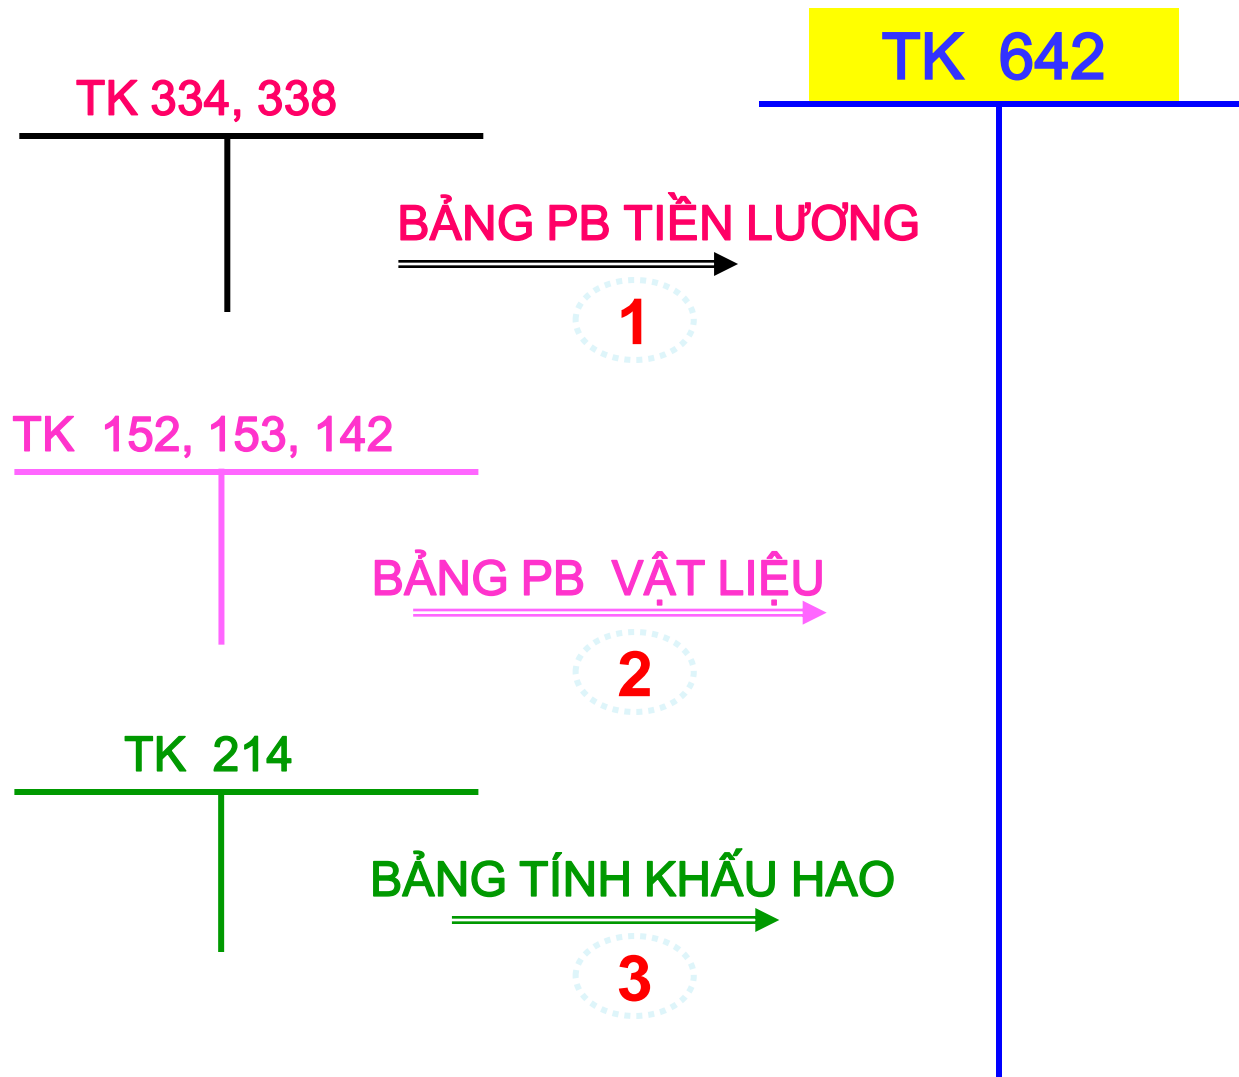 TK 642
TK 334, 338
BẢNG PB TIỀN LƯƠNG
1
TK 152, 153, 142
BẢNG PB VẬT LIỆU
2
TK 214
BẢNG TÍNH KHẤU HAO
3